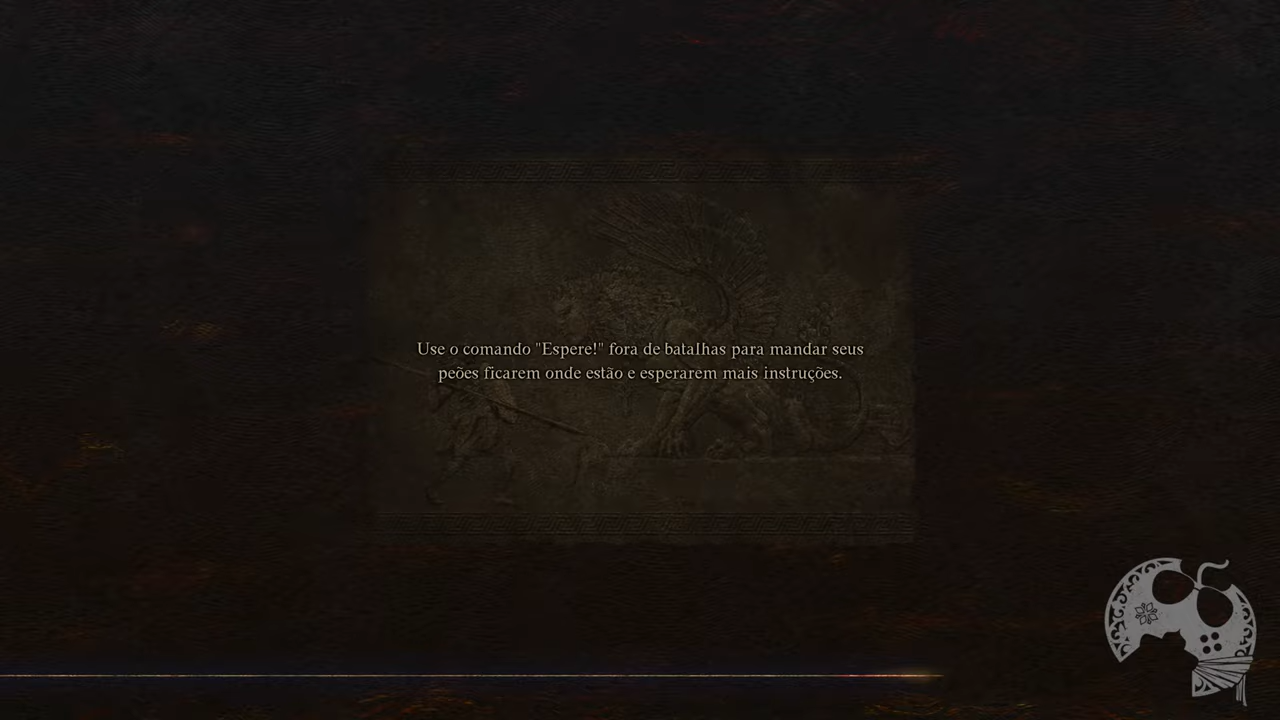 Use o comando "Espere!" fora de batalhas para mandar seus
peões ficarem onde estão e esperarem mais instruções.